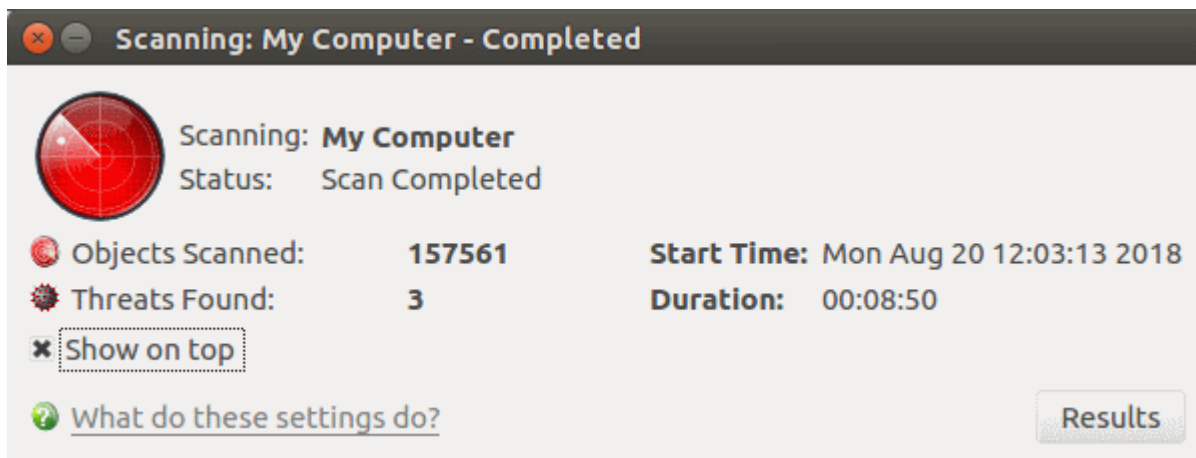 Scanning: My Computer - Completed
Scanning: My Computer
Status: Scan Completed
Objects Scanned: 157561 Start Time: Mon Aug 20 12:03:13 2018
Threats Found: 3 Duration: 00:08:50
Show on top
What do these settings do?
Results